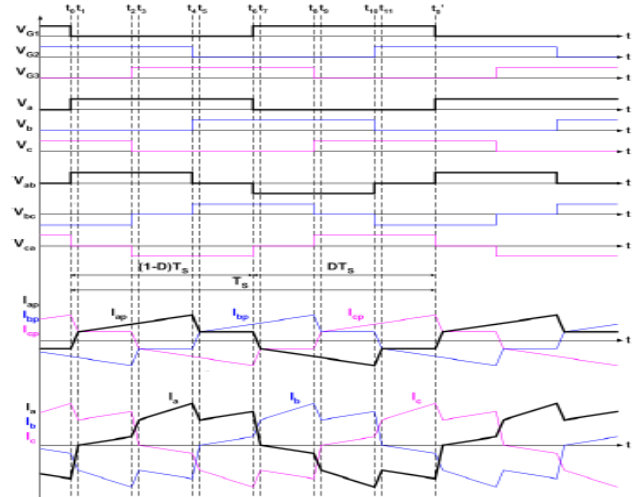 t₀ t₁ t₂ t₃ t₄ t₅ t₆ t₇ t₈ t₉ t₁₀ t₁₁ t₀'
V_G1 t
V_G2 t
V_G3 t
V_a t
V_b t
V_c t
V_ab t
V_bc t
V_ca t
(1-D)T_S DT_S
T_S
I_ap
I_bp I_ap I_bp I_cp
I_cp
t
I_a I_a I_b I_c
I_b
I_c t